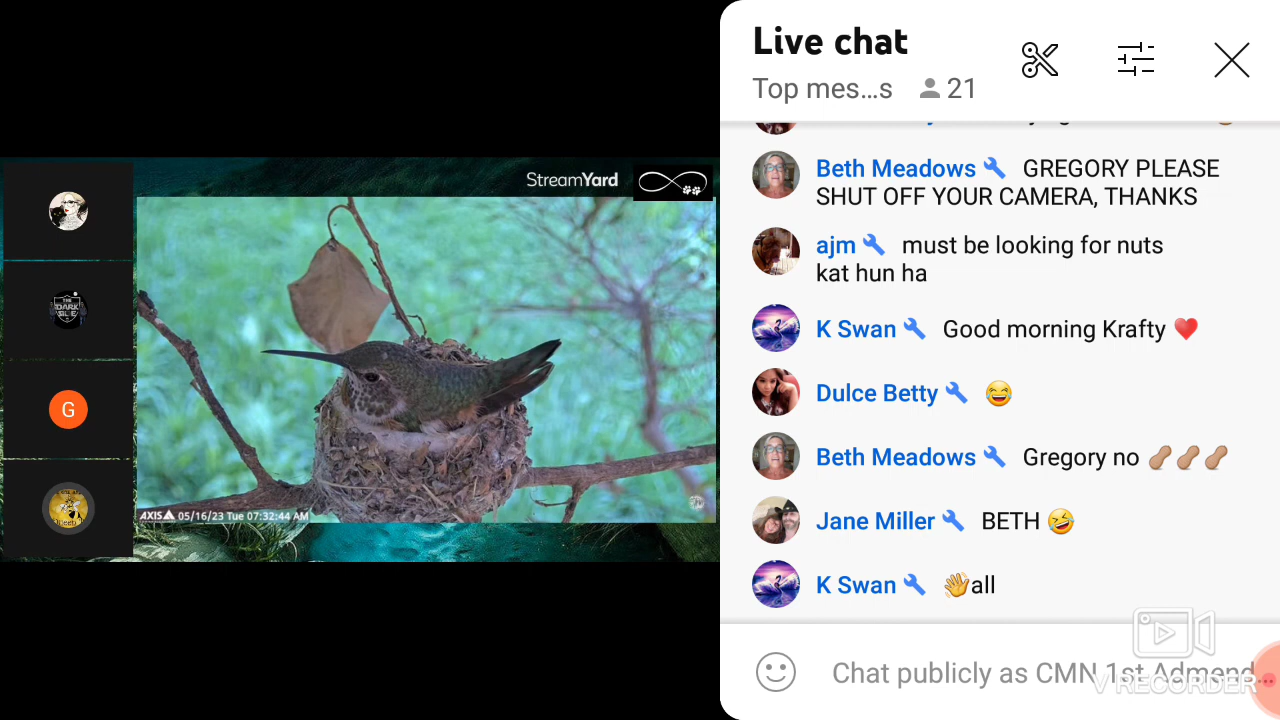 StreamYard
G
AXIS 05/16/23 Tue 07:32:44 AM
Live chat
Top mes...s 21
Beth Meadows GREGORY PLEASE
SHUT OFF YOUR CAMERA, THANKS
ajm must be looking for nuts
kat hun ha
K Swan Good morning Krafty ❤️
Dulce Betty 😂
Beth Meadows Gregory no 🥜🥜🥜
Jane Miller BETH 🤣
K Swan 👋all
Chat publicly as CMN 1st Admend...
V RECORDER